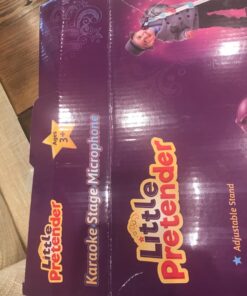 Ages
3+
Little
Pretender
Karaoke Stage Microphone
Little
Pretender
Adjustable Stand